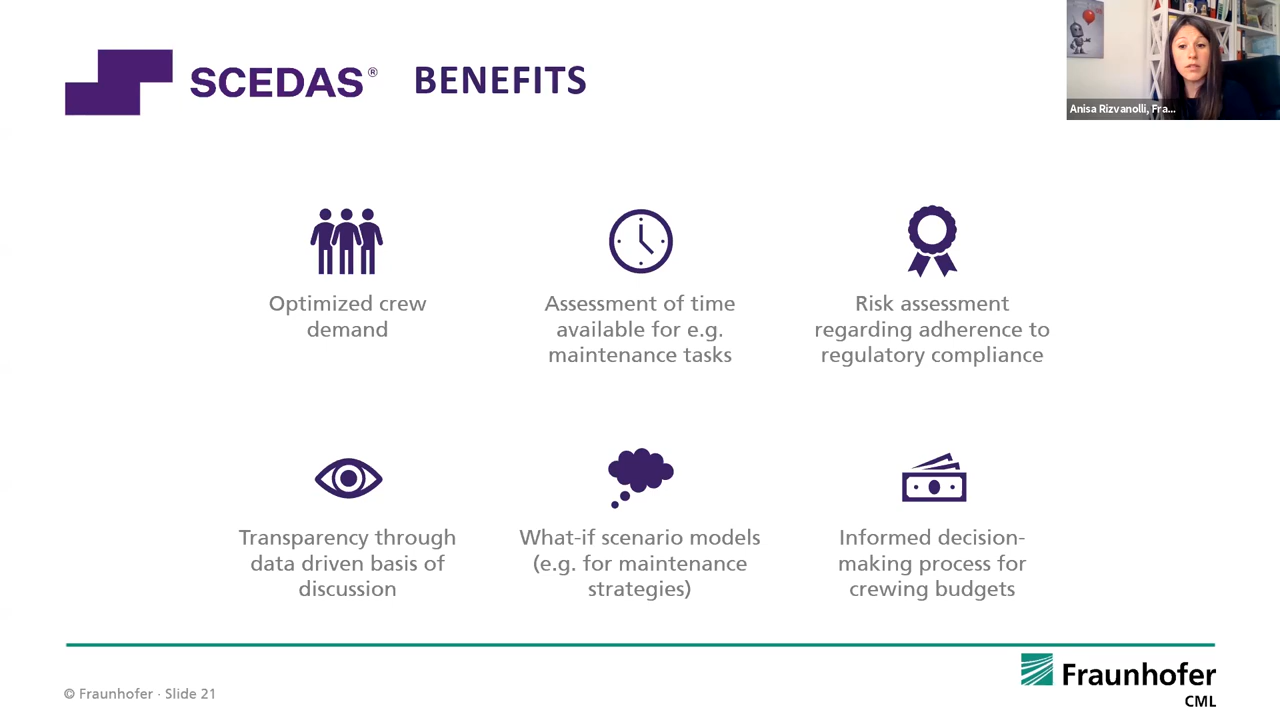 SCEDAS® BENEFITS
Anisa Rizvanolli, Fra...
Optimized crew
demand
Assessment of time
available for e.g.
maintenance tasks
Risk assessment
regarding adherence to
regulatory compliance
Transparency through
data driven basis of
discussion
What-if scenario models
(e.g. for maintenance
strategies)
Informed decision-
making process for
crewing budgets
© Fraunhofer · Slide 21
Fraunhofer
CML